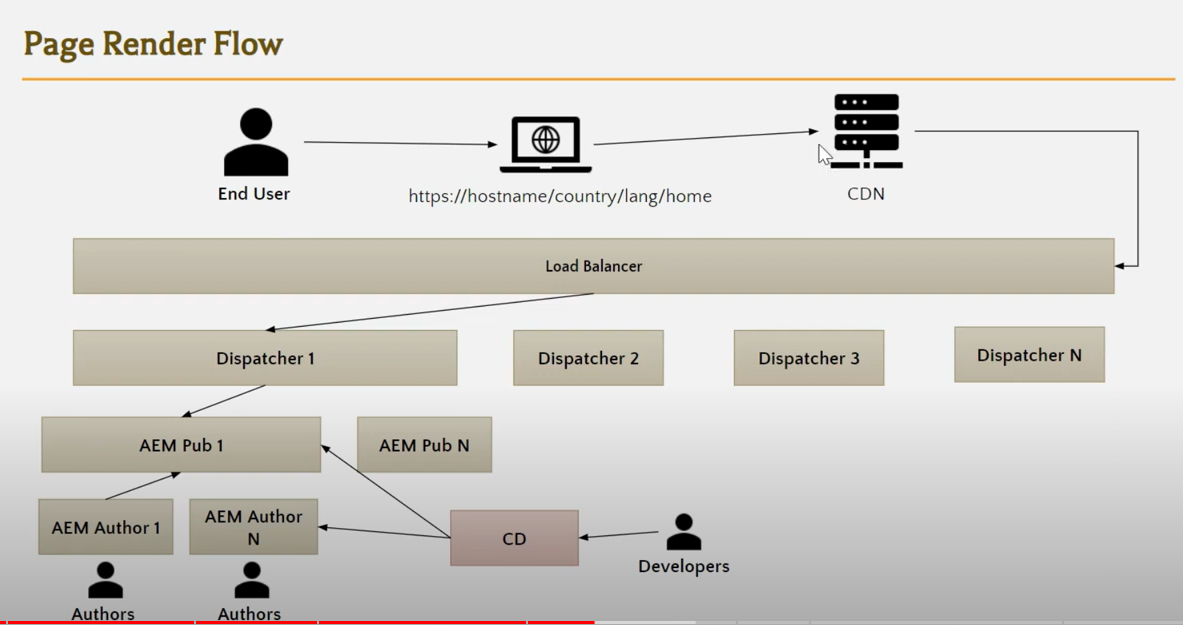 Page Render Flow
End User
https://hostname/country/lang/home
CDN
Load Balancer
Dispatcher 1
Dispatcher 2
Dispatcher 3
Dispatcher N
AEM Pub 1
AEM Pub N
AEM Author 1
AEM Author
N
CD
Developers
Authors
Authors